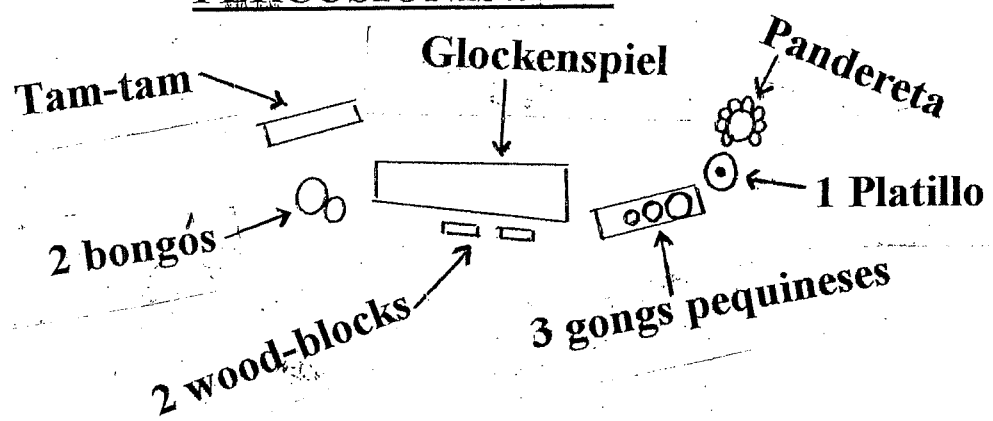 Glockenspiel
Pandereta
Tam-tam
1 Platillo
2 bongós
3 gongs pequineses
2 wood-blocks